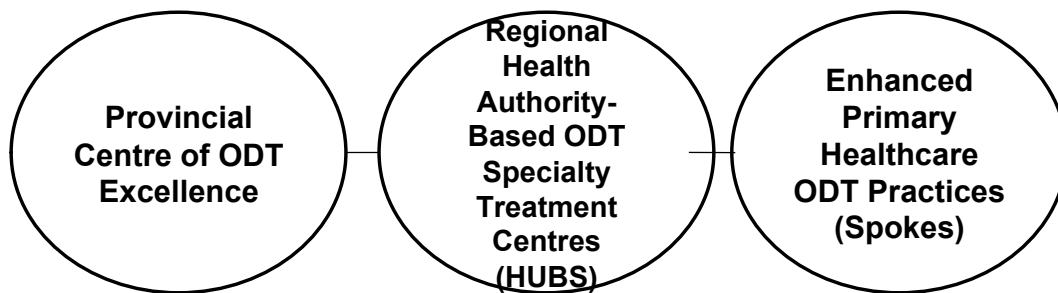 Provincial
Centre of ODT
Excellence
Regional
Health
Authority-
Based ODT
Specialty
Treatment
Centres
(HUBS)
Enhanced
Primary
Healthcare
ODT Practices
(Spokes)